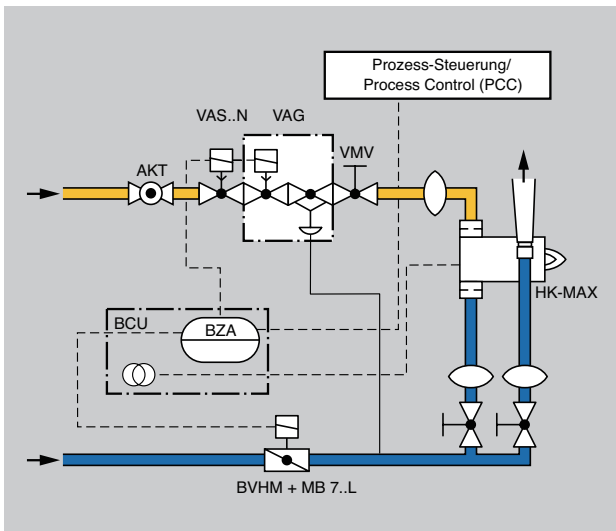 Prozess-Steuerung/
Process Control (PCC)
VAS..N
VAG
VMV
AKT
HK-MAX
BCU
BZA
BVHM + MB 7..L